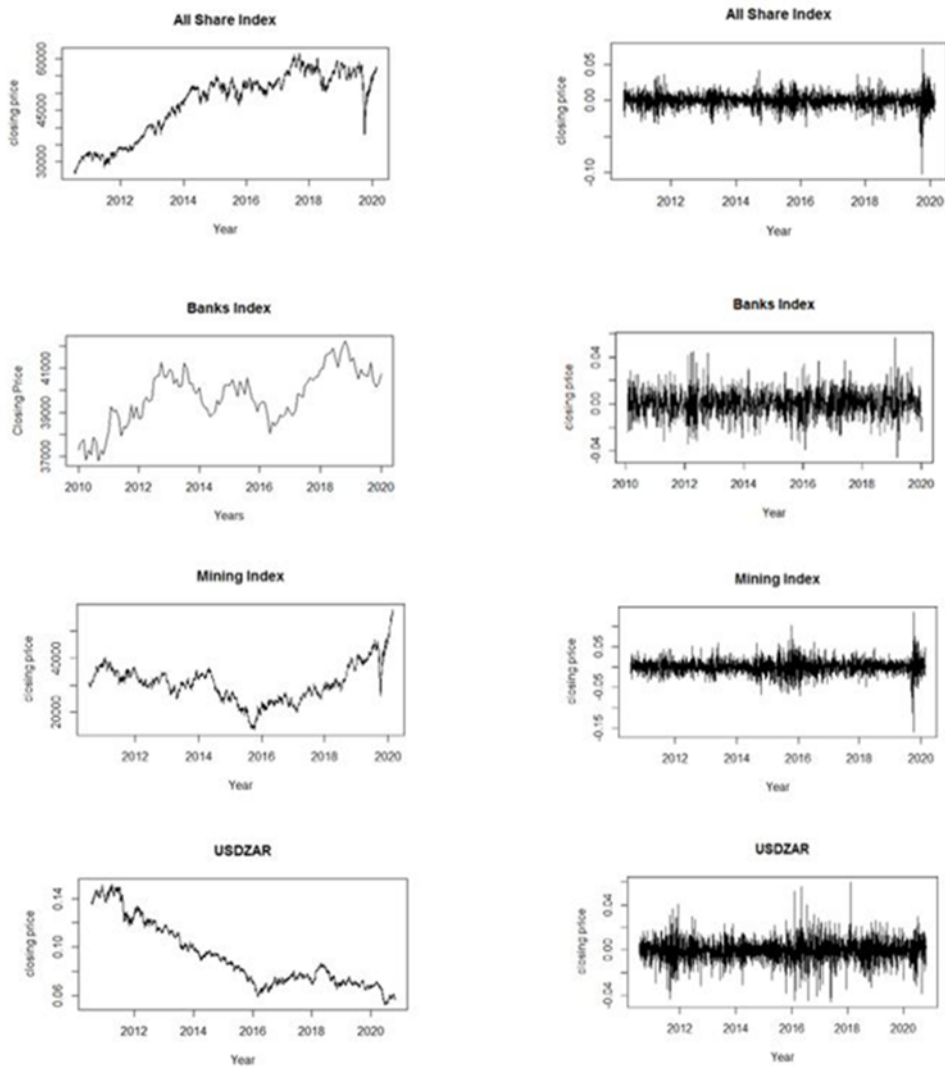 All Share Index
closing price
60000
45000
30000
2012 2014 2016 2018 2020
Year
All Share Index
closing price
0.05
0.00
-0.10
2012 2014 2016 2018 2020
Year
Banks Index
Closing Price
41000
39000
37000
2010 2012 2014 2016 2018 2020
Years
Banks Index
closing price
0.04
0.00
-0.04
2010 2012 2014 2016 2018 2020
Year
Mining Index
closing price
40000
20000
2012 2014 2016 2018 2020
Year
Mining Index
closing price
0.05
-0.05
-0.15
2012 2014 2016 2018 2020
Year
USDZAR
closing price
0.14
0.10
0.06
2012 2014 2016 2018 2020
Year
USDZAR
closing price
0.04
0.00
-0.04
2012 2014 2016 2018 2020
Year